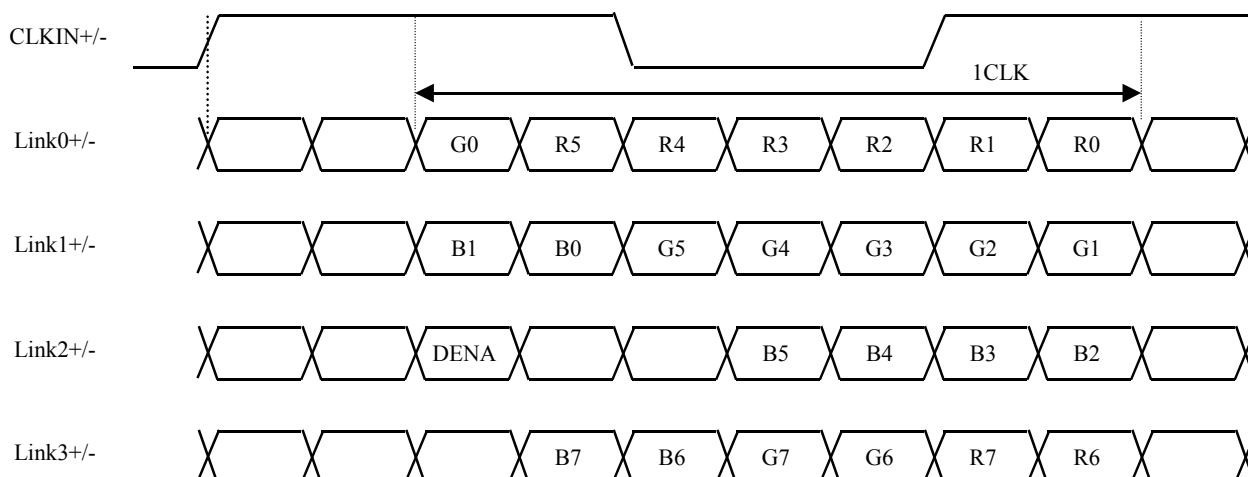 CLKIN+/-
1CLK
Link0+/- G0 R5 R4 R3 R2 R1 R0
Link1+/- B1 B0 G5 G4 G3 G2 G1
Link2+/- DENA B5 B4 B3 B2
Link3+/- B7 B6 G7 G6 R7 R6